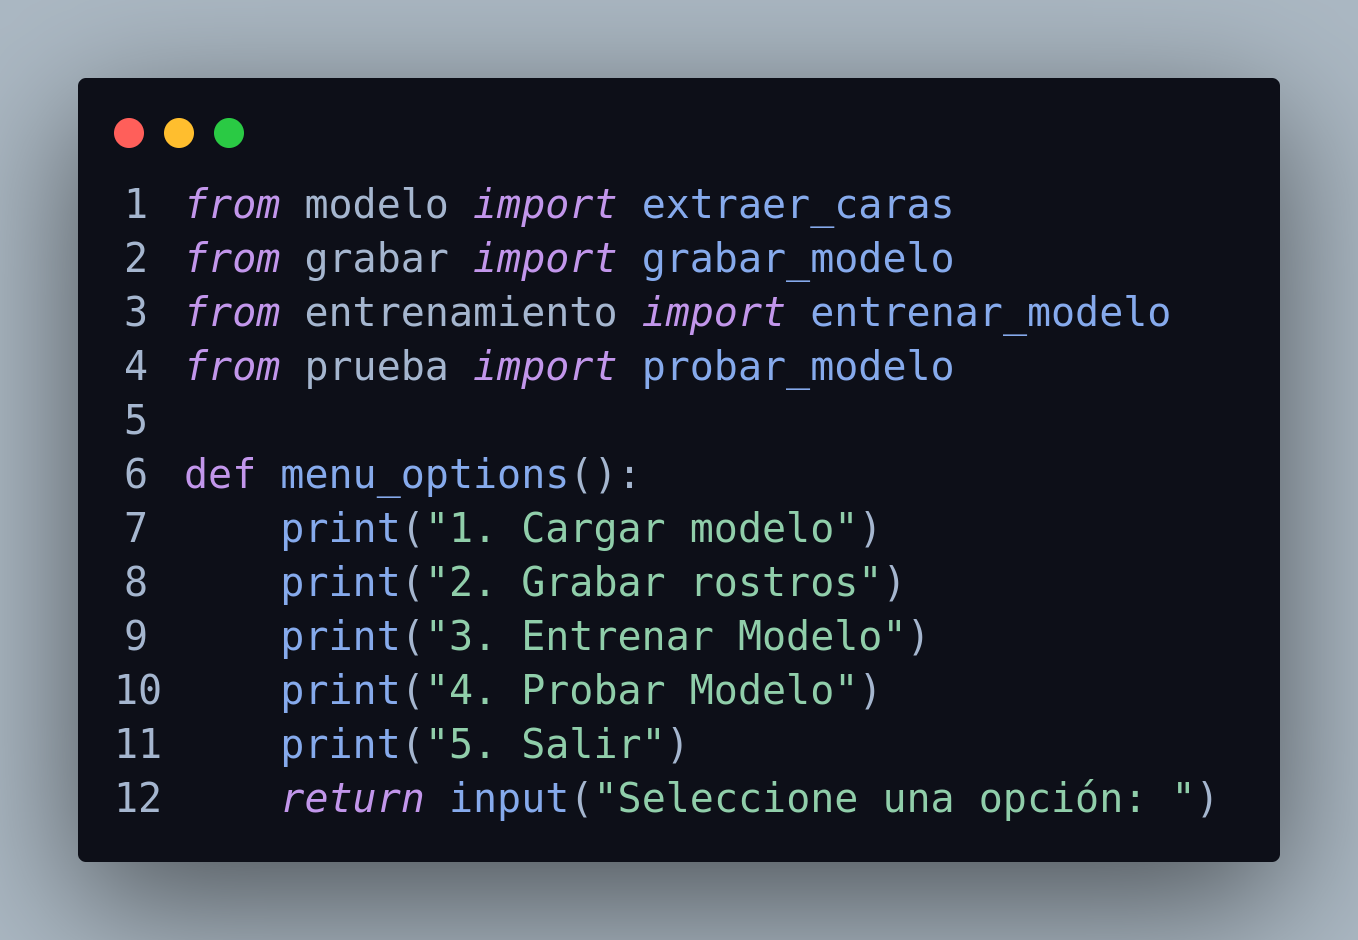 1 from modelo import extraer_caras
2 from grabar import grabar_modelo
3 from entrenamiento import entrenar_modelo
4 from prueba import probar_modelo
5
6 def menu_options():
7     print("1. Cargar modelo")
8     print("2. Grabar rostros")
9     print("3. Entrenar Modelo")
10     print("4. Probar Modelo")
11     print("5. Salir")
12     return input("Seleccione una opción: ")